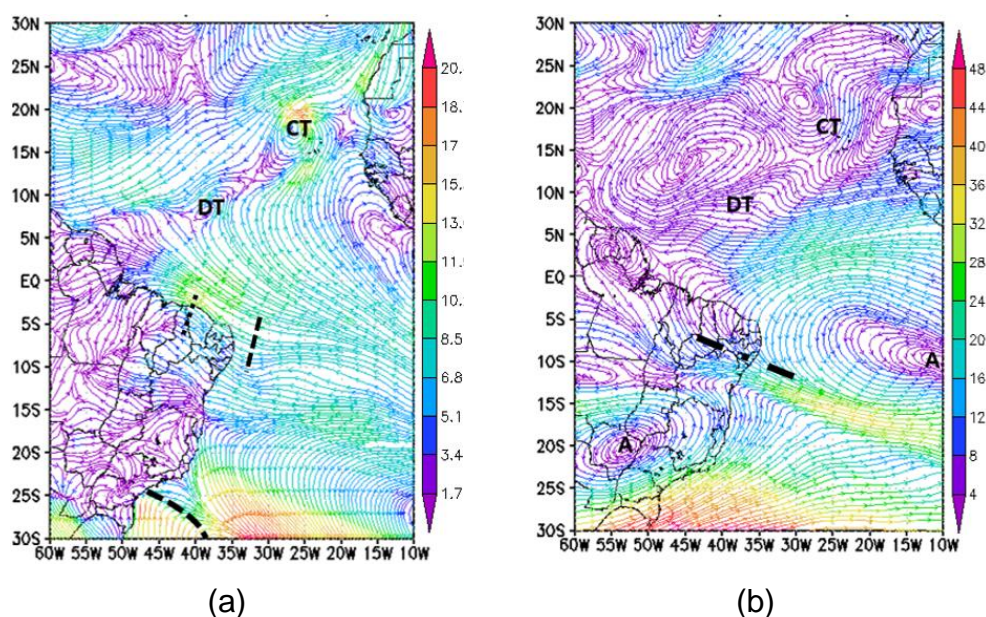 30N 30N
25N 20. 25N 48
20N 18. 20N 44
CT 17 CT 40
15N 15. 15N 36
10N 13. 10N 32
DT DT
5N 11. 5N 28
EQ 10. EQ 24
5S 8.5 5S 20
10S 6.8 10S A 16
15S 5.1 15S 12
20S 3.4 20S A 8
25S 1.7 25S 4
30S 30S
60W 55W 50W 45W 40W 35W 30W 25W 20W 15W 10W 60W 55W 50W 45W 40W 35W 30W 25W 20W 15W 10W
(a) (b)